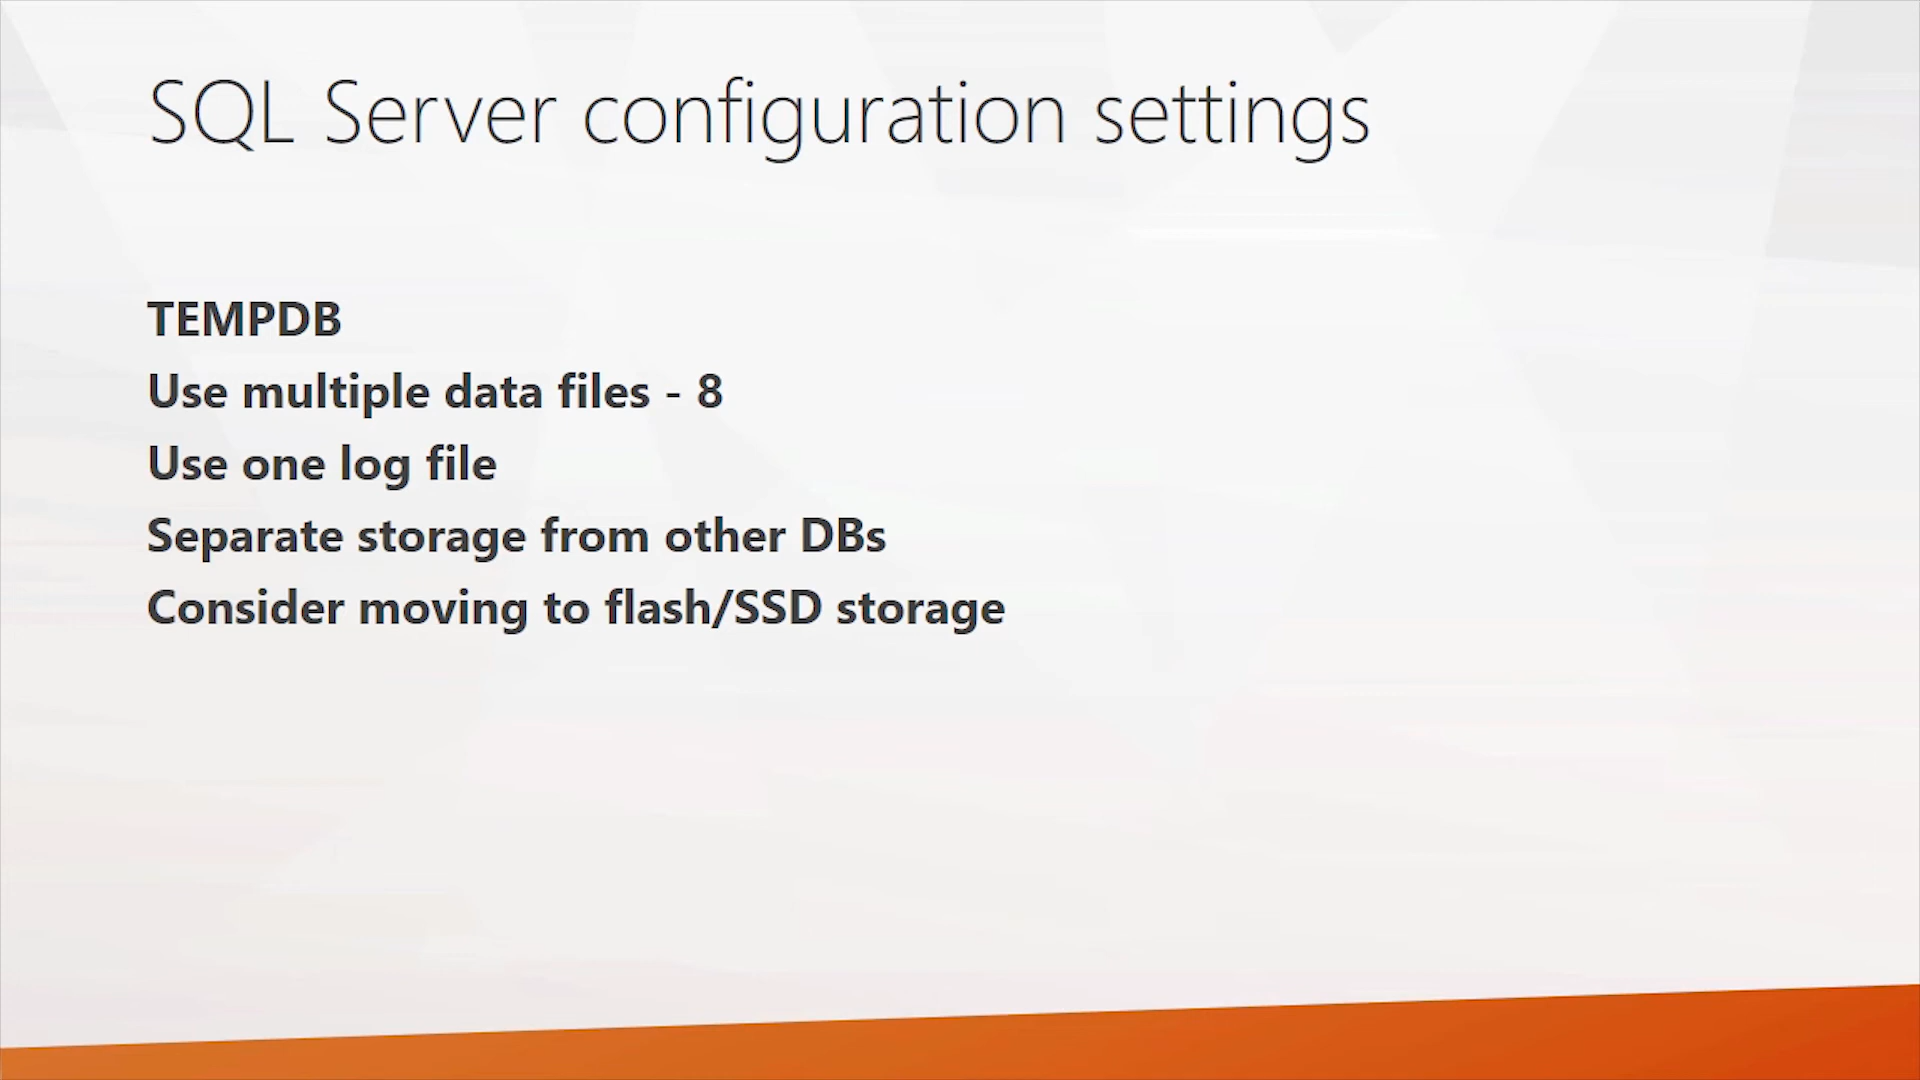 SQL Server configuration settings
TEMPDB
Use multiple data files - 8
Use one log file
Separate storage from other DBs
Consider moving to flash/SSD storage